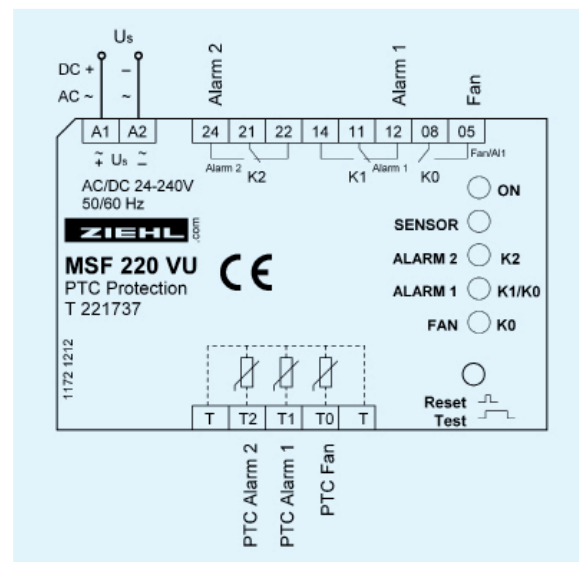 Us
DC + –
AC ~ ~
Alarm 2
Alarm 1
Fan
A1 A2 24 21 22 14 11 12 08 05
~ Us ~
+ –
Alarm 2 K2 K1 Alarm 1 K0 Fan/Al1
AC/DC 24-240V
50/60 Hz
ZIEHL.com
MSF 220 VU
CE
PTC Protection
T 221737
1172 1212
ON
SENSOR
ALARM 2 K2
ALARM 1 K1/K0
FAN K0
Reset
Test
T T2 T1 T0 T
PTC Alarm 2
PTC Alarm 1
PTC Fan